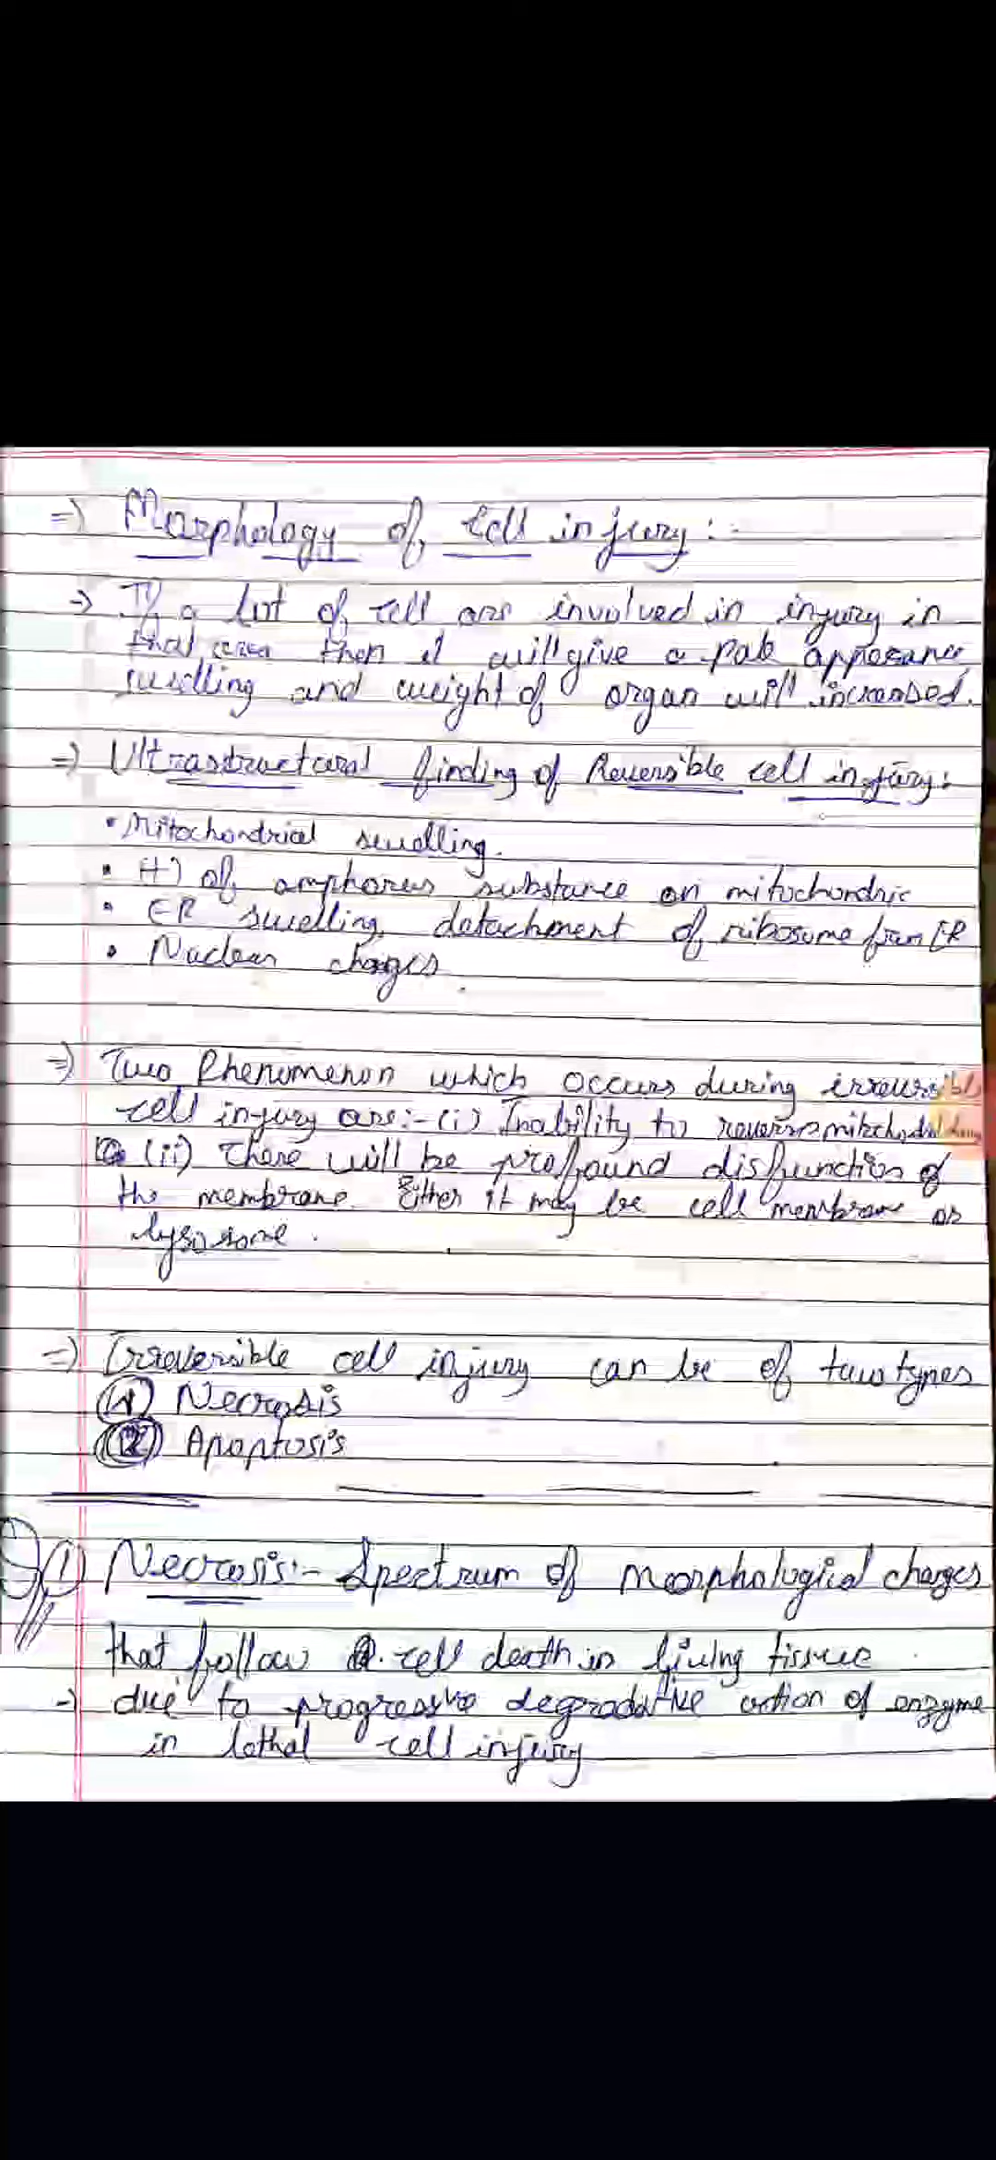 =) Morphology of cell injury :-
-> If a lot of cell are involved in injury in
that area then it will give a pale appearance,
swelling and weight of organ will increased.
=) Ultrastructural finding of Reversible cell injury:
• Mitochondrial swelling.
• of amphorus substance on mitochondric
• ER swelling, detachment of ribosome from ER
• Nuclear changes
=) Two Phenomenon which occurs during irreversible
cell injury are:- (i) Inability to reverse mitochondrial
(ii) There will be profound disfunction of
the membrane. Either it may be cell membrane or
lysosome.
=) Irreversible cell injury can be of two types
(1) Necrosis
(2) Apoptosis
1) Necrosis:- Spectrum of morphological changes
that follow cell death in living tissue
-> due to progressive degradative action of enzyme
in lethal cell injury